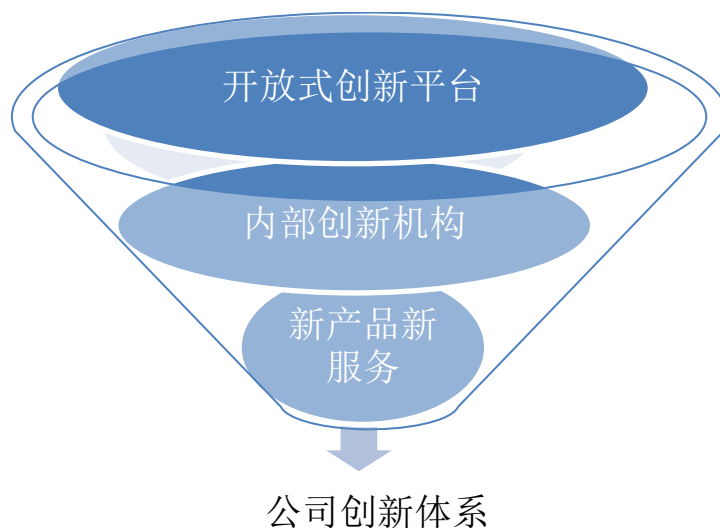 开放式创新平台
内部创新机构
新产品新
服务
公司创新体系